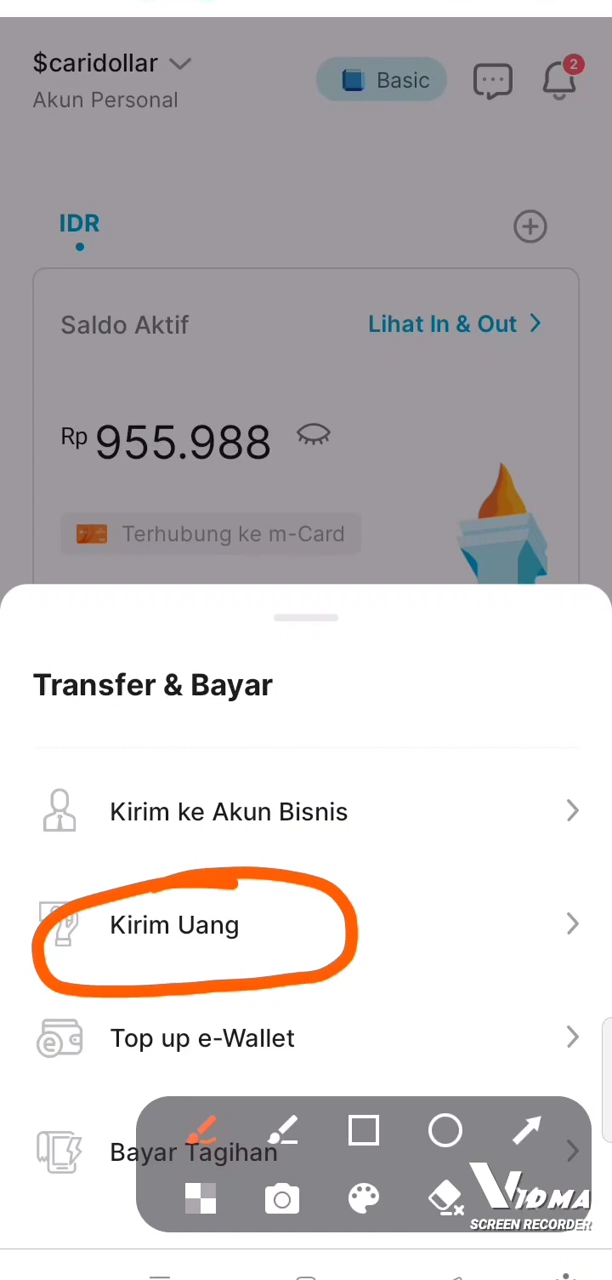 $caridollar
Akun Personal
Basic
2
IDR
Saldo Aktif
Lihat In & Out
Rp 955.988
Terhubung ke m-Card
Transfer & Bayar
Kirim ke Akun Bisnis
Kirim Uang
Top up e-Wallet
Bayar Tagihan
VIDMA
SCREEN RECORDER